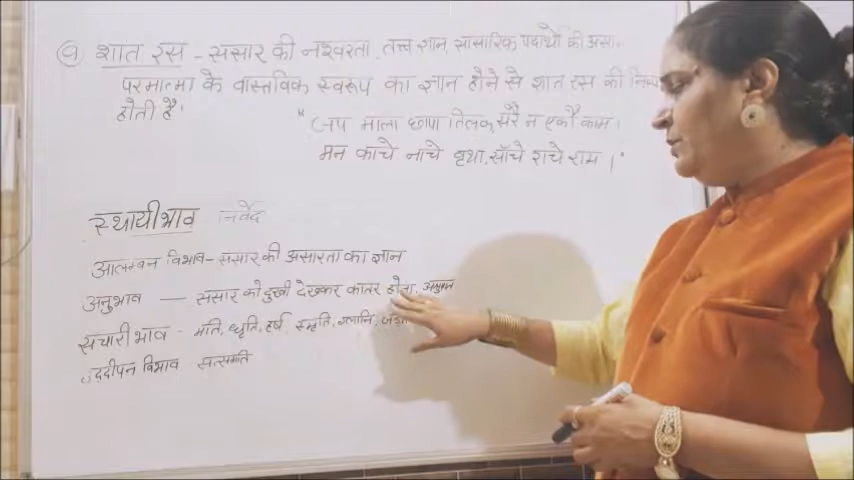 ९ शांत रस - संसार की नश्वरता, तत्त्व ज्ञान सांसारिक पदार्थों की असा
परमात्मा के वास्तविक स्वरूप का ज्ञान होने से शांत रस की निष्प
होती है।
"जप माला छापा तिलक, सरै न एकौ काम।
मन काचे नाचे वृथा, साँचे राचे राम।"
स्थायीभाव निर्वेद
आलम्बन विभाव- संसार की असारता का ज्ञान
अनुभाव — संसार को दुखी देखकर कातर होना,
संचारी भाव - मति, धृति, हर्ष, स्मृति, ग्लानि,
उद्दीपन विभाव सत्संगति